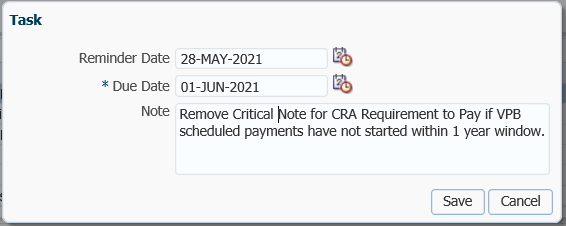 Task
Reminder Date 28-MAY-2021
* Due Date 01-JUN-2021
Note Remove Critical Note for CRA Requirement to Pay if VPB
scheduled payments have not started within 1 year window.
Save Cancel